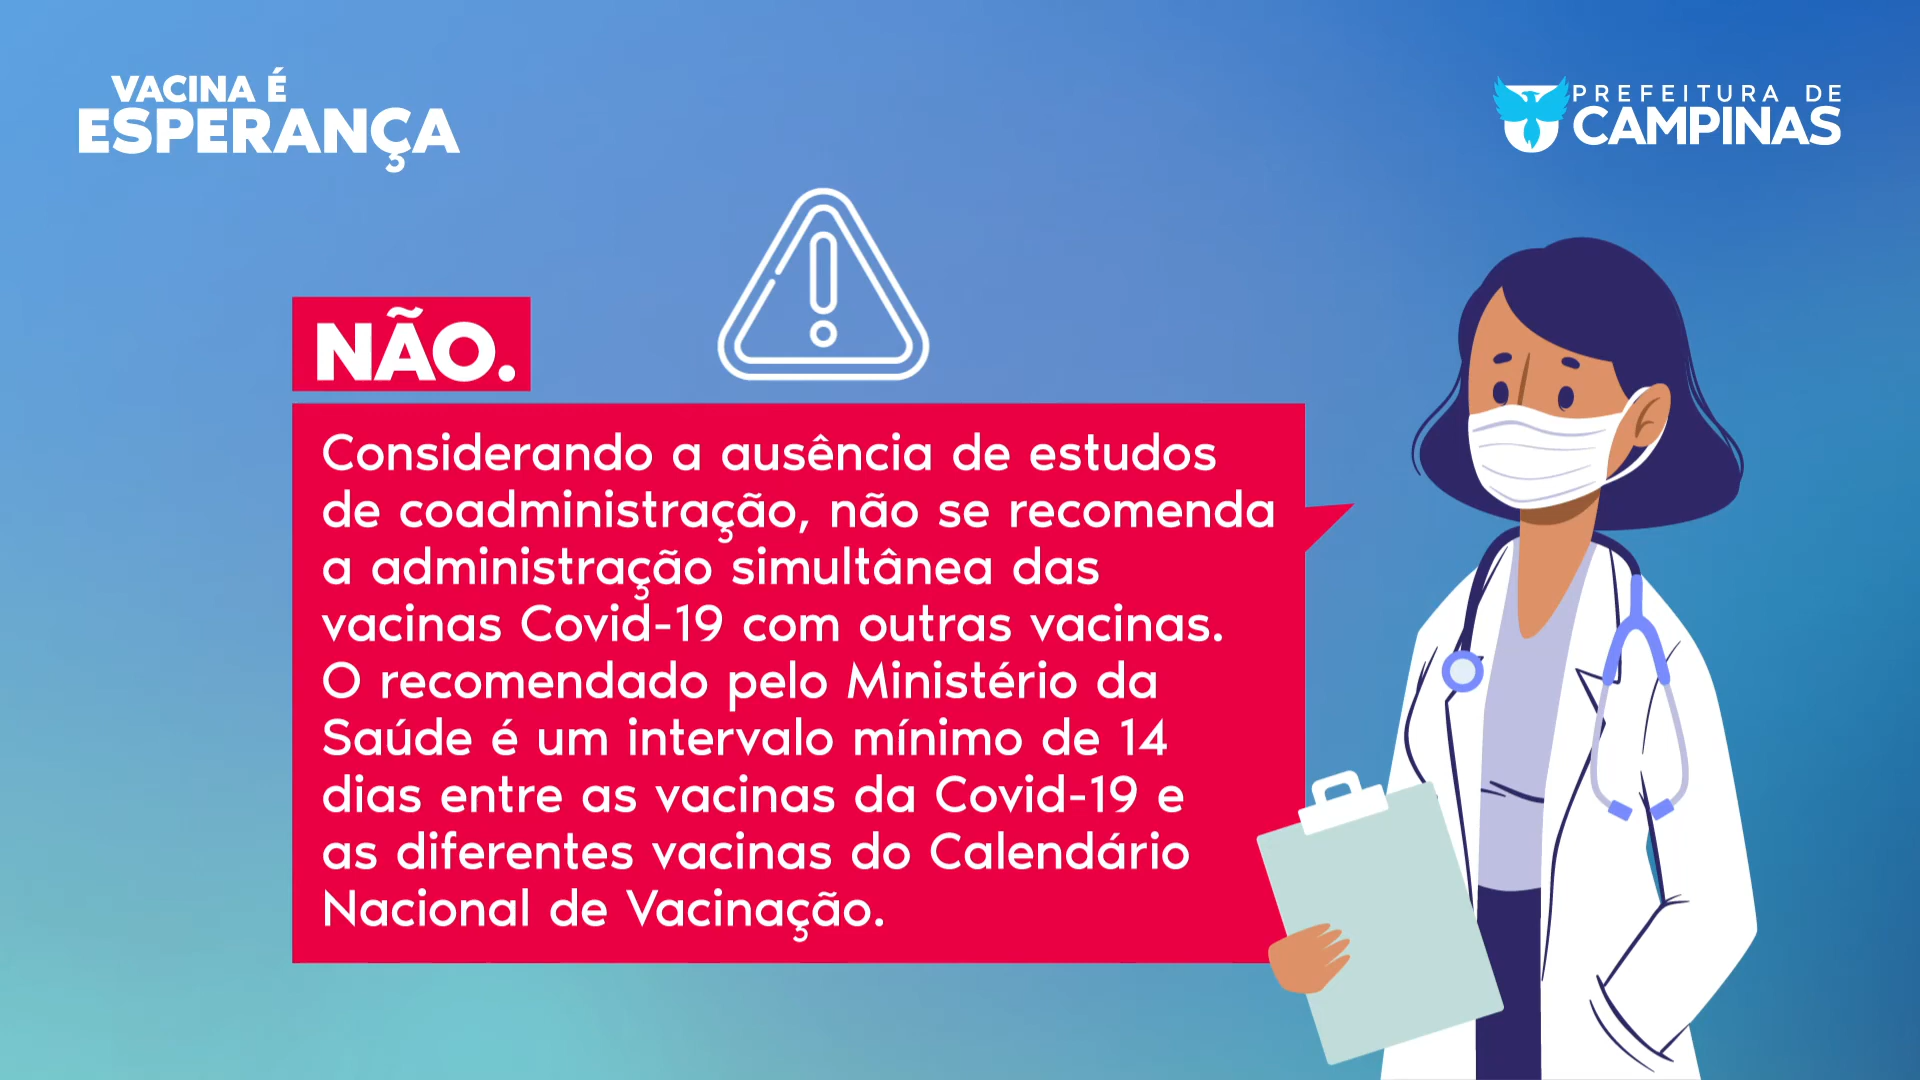 VACINA É
ESPERANÇA
PREFEITURA DE
CAMPINAS
NÃO.
Considerando a ausência de estudos
de coadministração, não se recomenda
a administração simultânea das
vacinas Covid-19 com outras vacinas.
O recomendado pelo Ministério da
Saúde é um intervalo mínimo de 14
dias entre as vacinas da Covid-19 e
as diferentes vacinas do Calendário
Nacional de Vacinação.